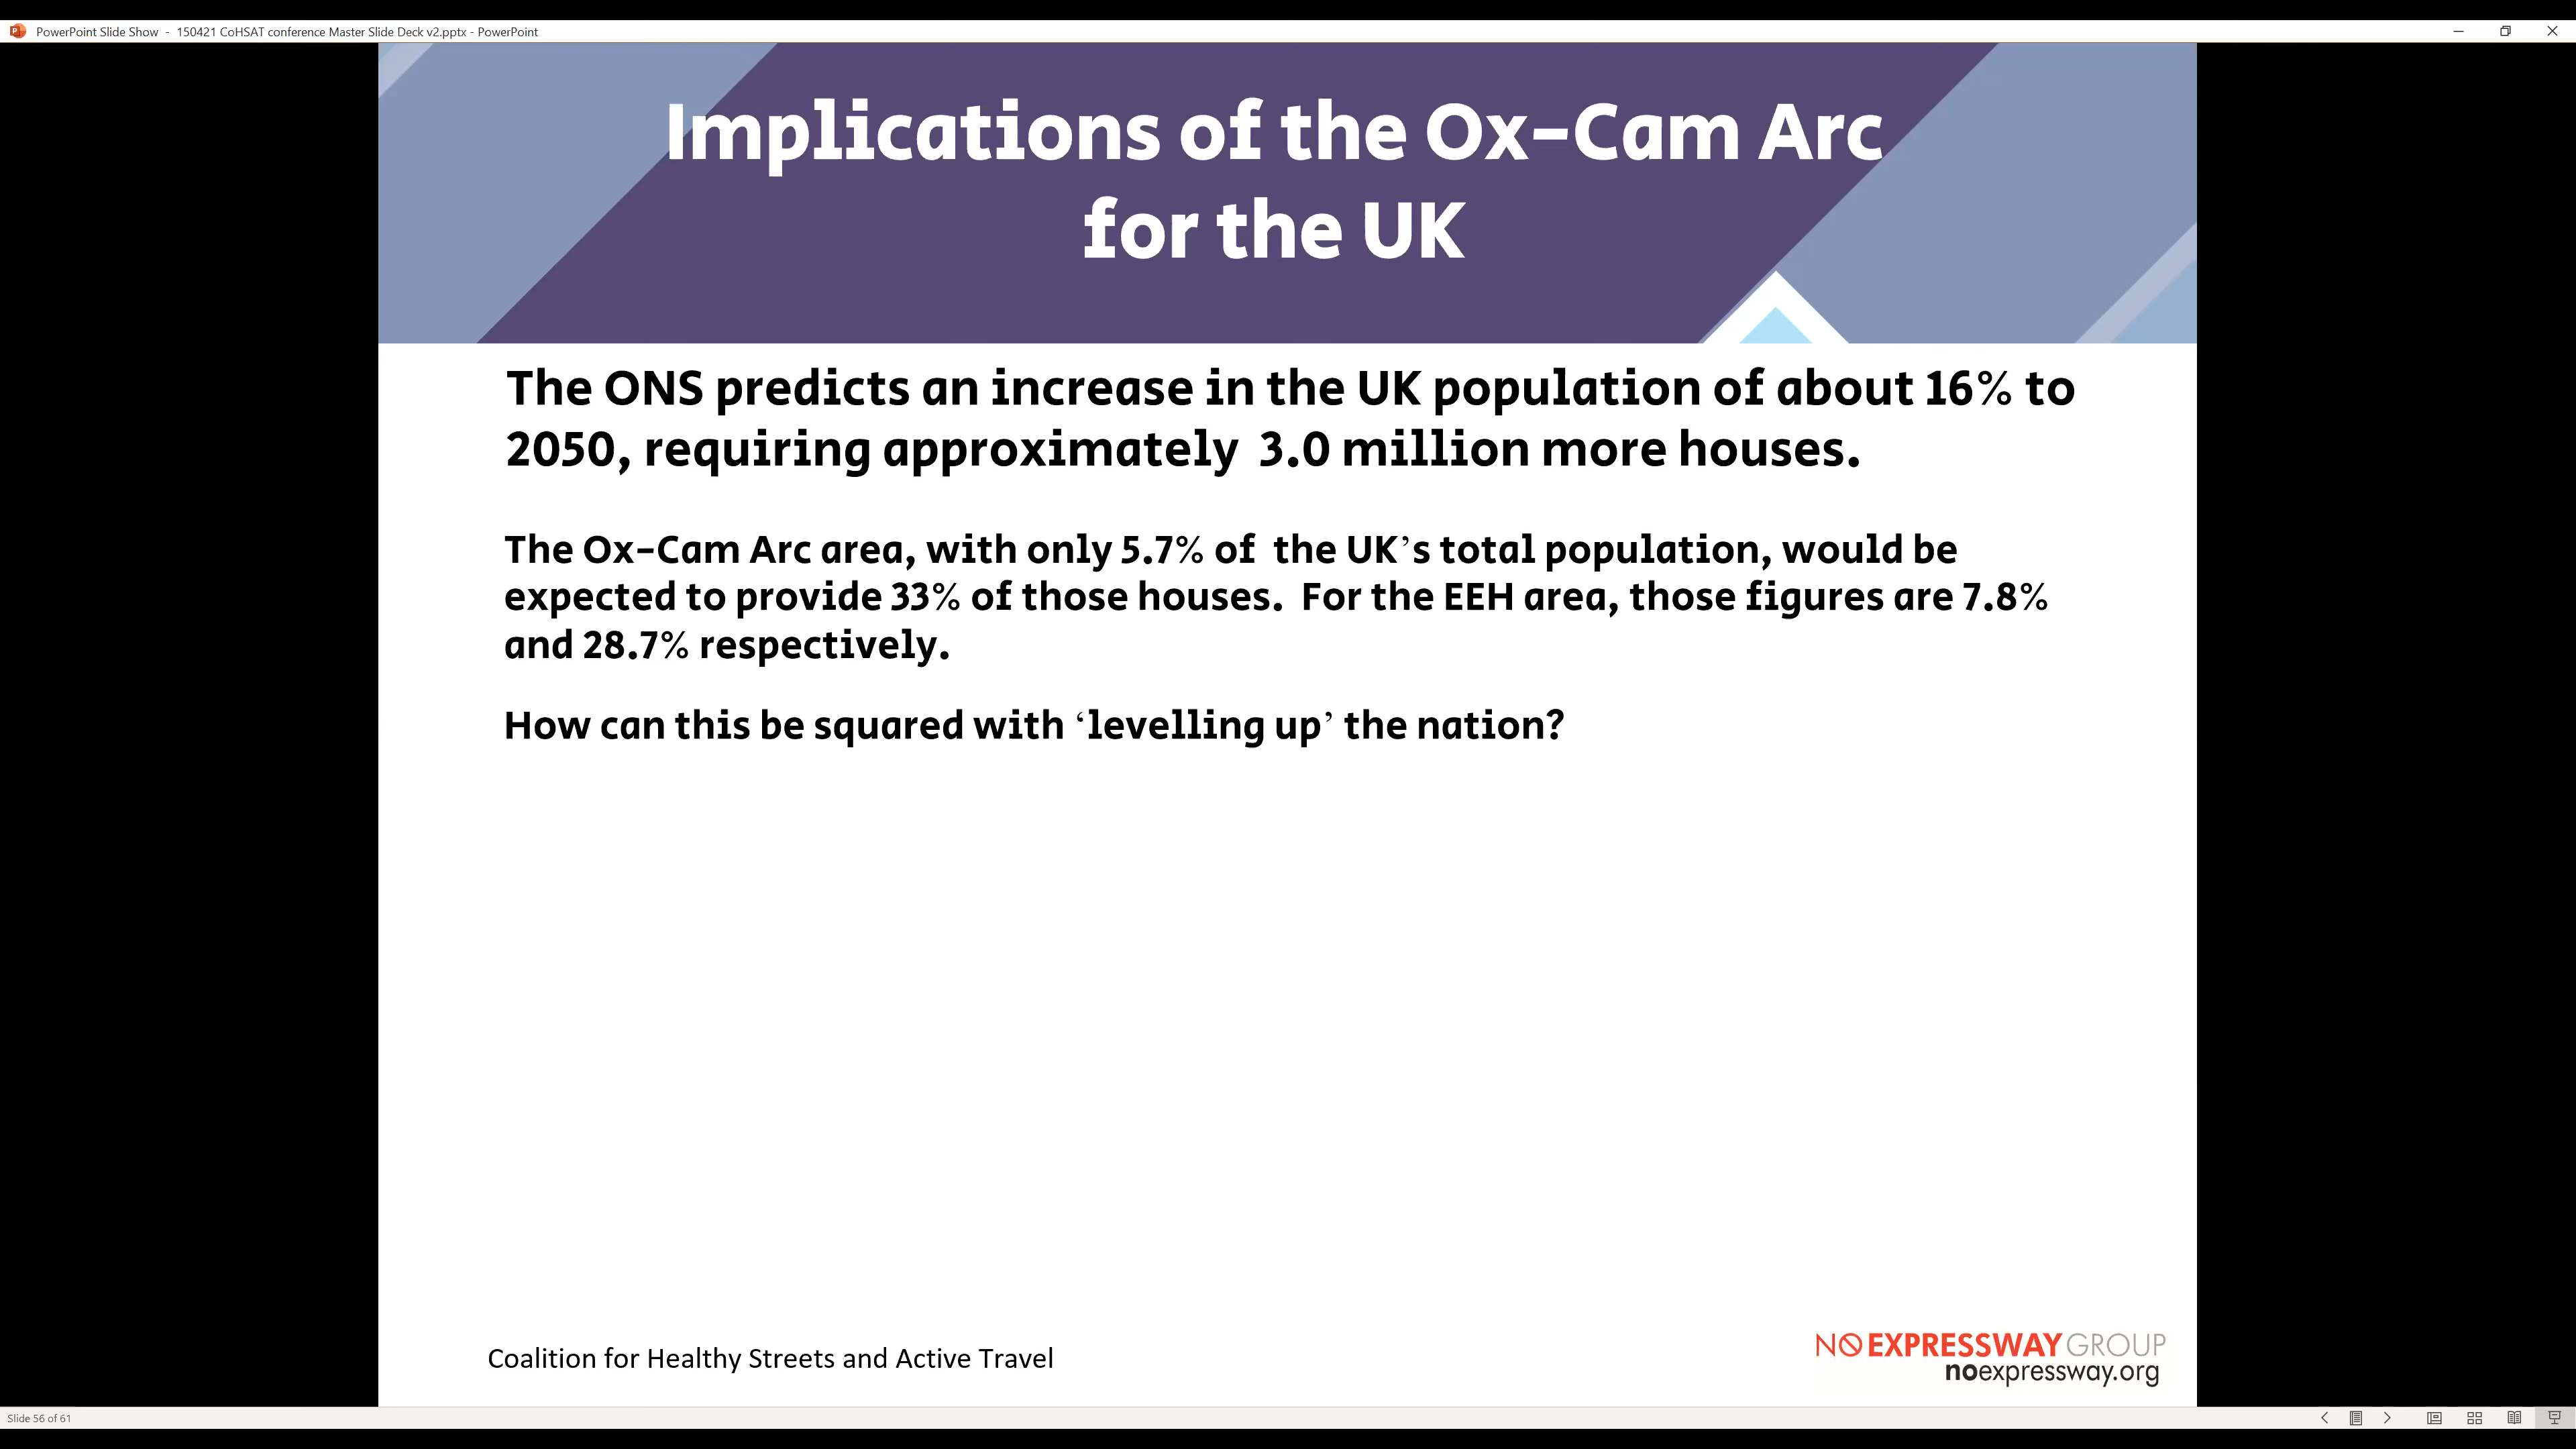 PowerPoint Slide Show - 150421 CoHSAT conference Master Slide Deck v2.pptx - PowerPoint
Implications of the Ox-Cam Arc
for the UK
The ONS predicts an increase in the UK population of about 16% to
2050, requiring approximately 3.0 million more houses.
The Ox-Cam Arc area, with only 5.7% of the UK’s total population, would be
expected to provide 33% of those houses. For the EEH area, those figures are 7.8%
and 28.7% respectively.
How can this be squared with ‘levelling up’ the nation?
Coalition for Healthy Streets and Active Travel
NO EXPRESSWAY GROUP
noexpressway.org
Slide 56 of 61